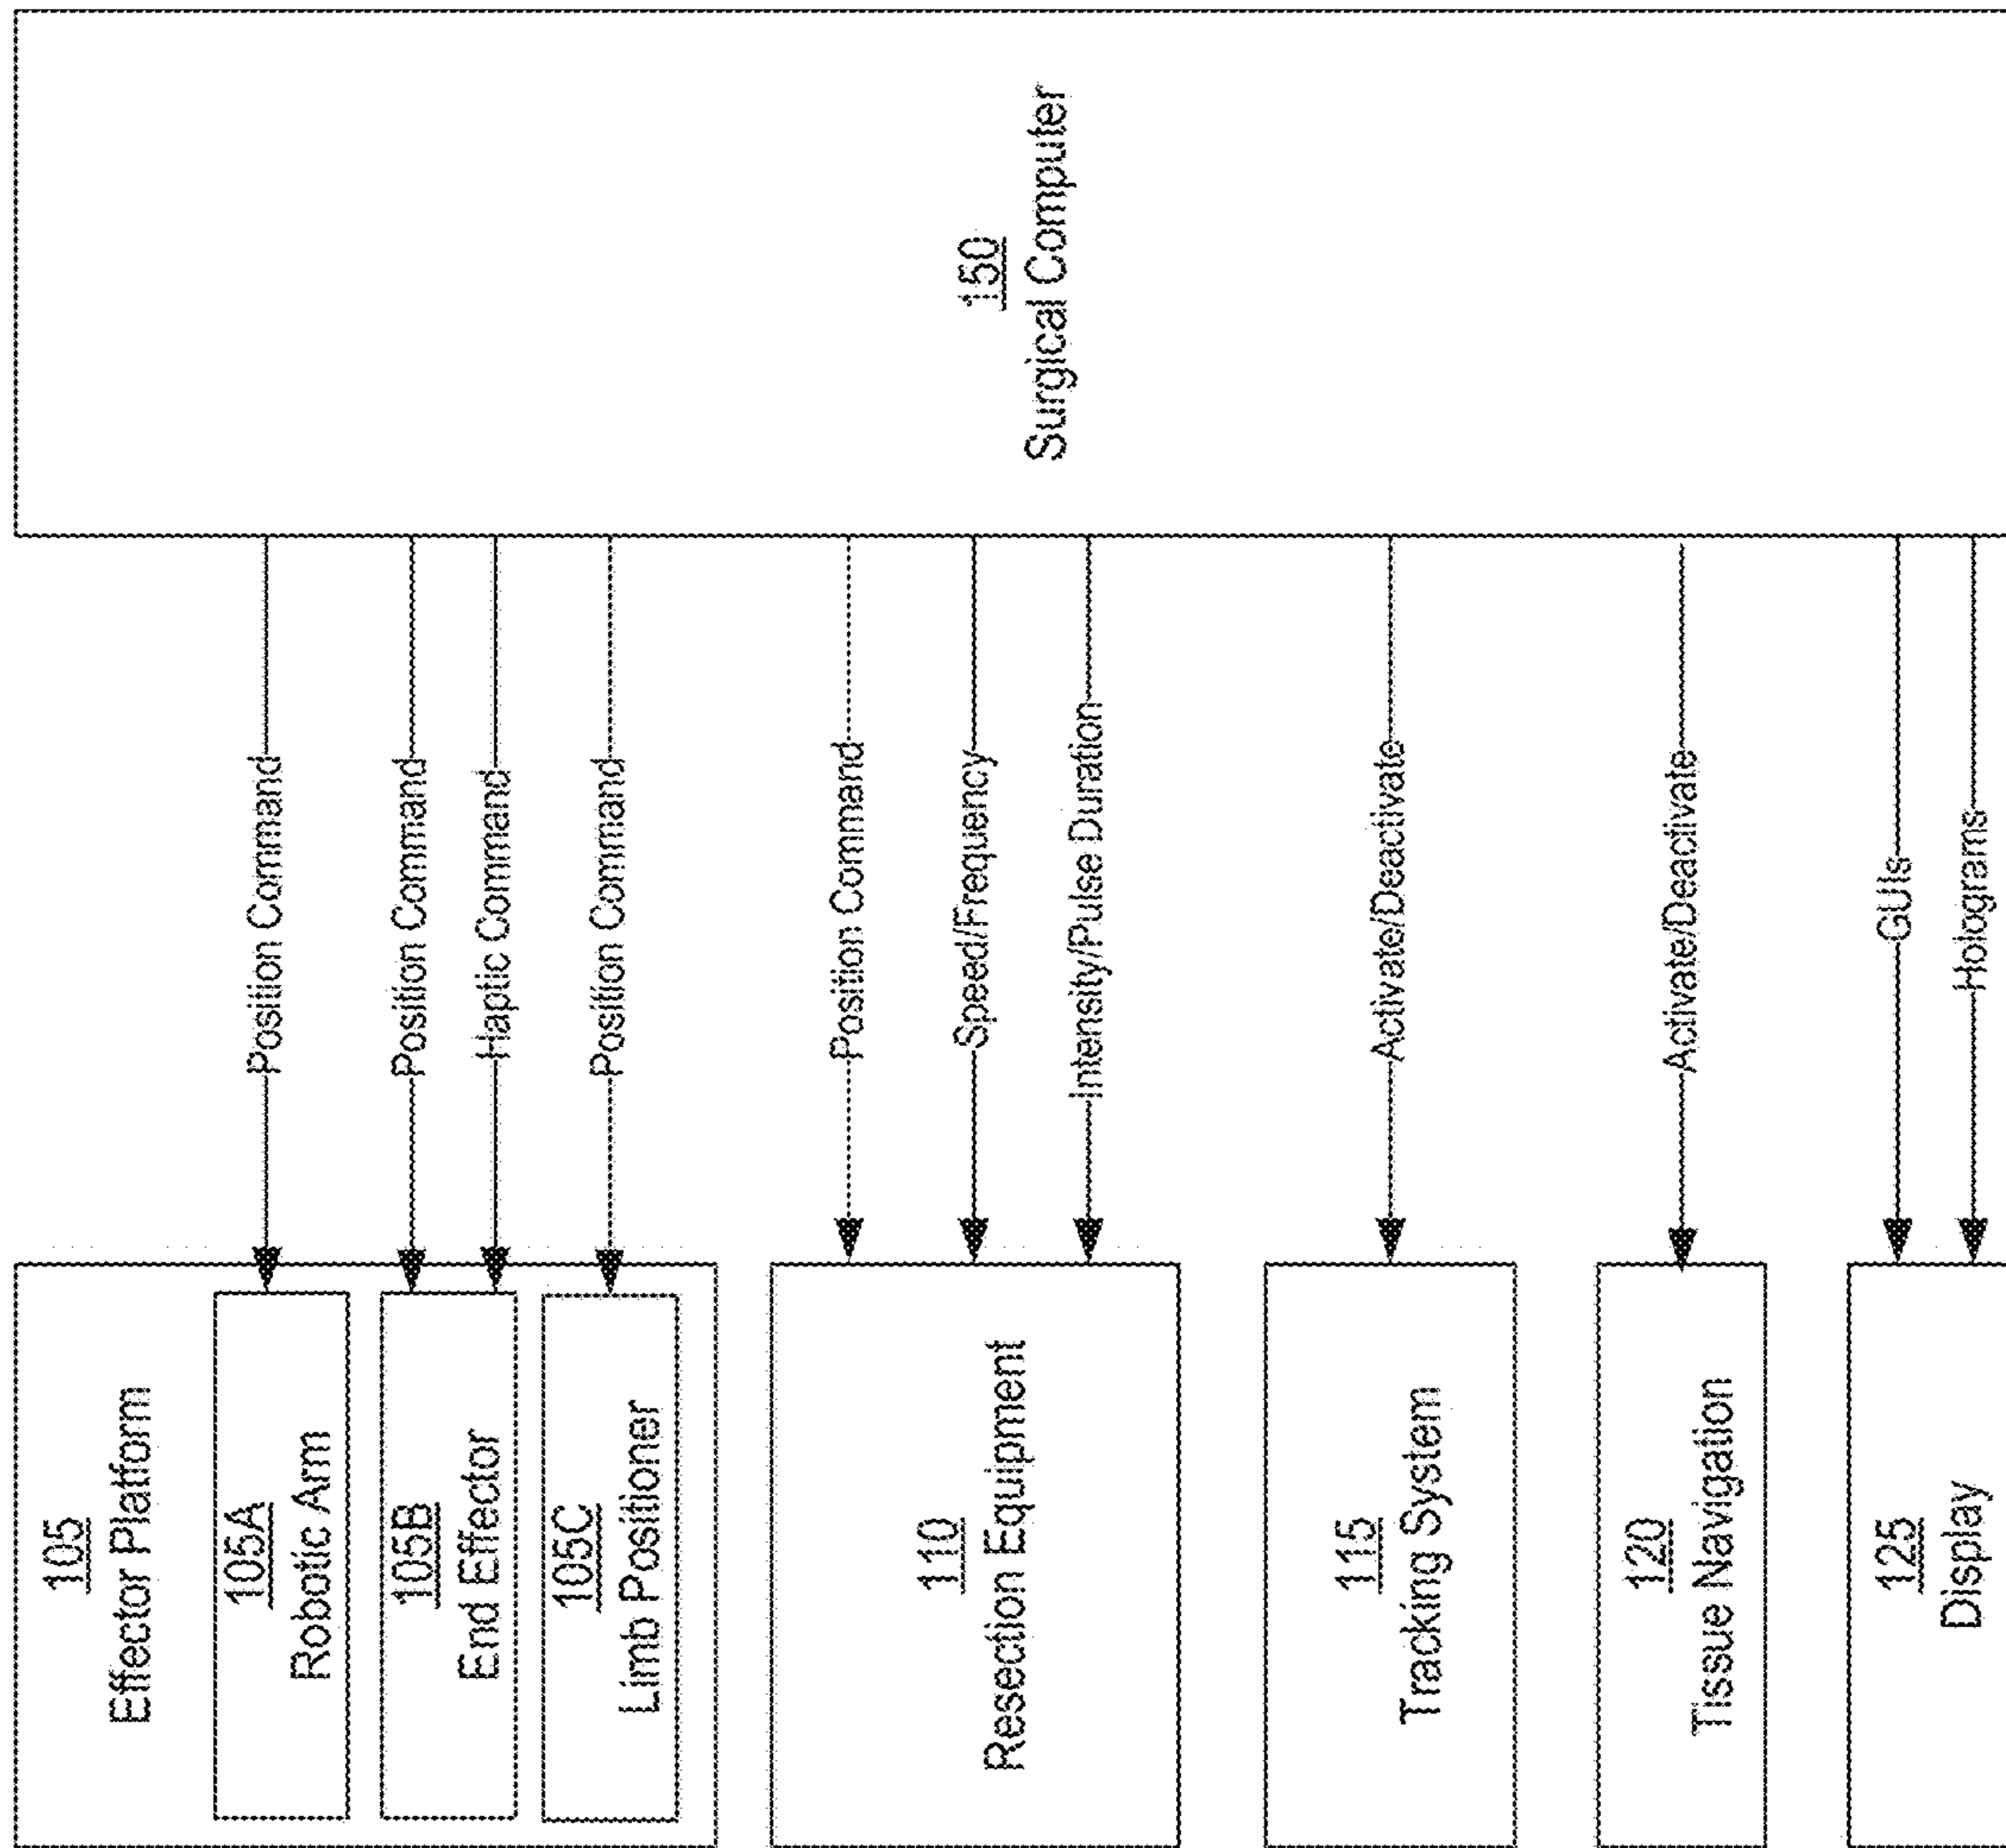 105
Effector Platform
105A
Robotic Arm
105B
End Effector
105C
Limb Positioner
Position Command
Position Command
Haptic Command
Position Command
110
Resection Equipment
Position Command
Speed/Frequency
Intensity/Pulse Duration
115
Tracking System
Activate/Deactivate
120
Tissue Navigation
Activate/Deactivate
125
Display
GUIs
Holograms
150
Surgical Computer